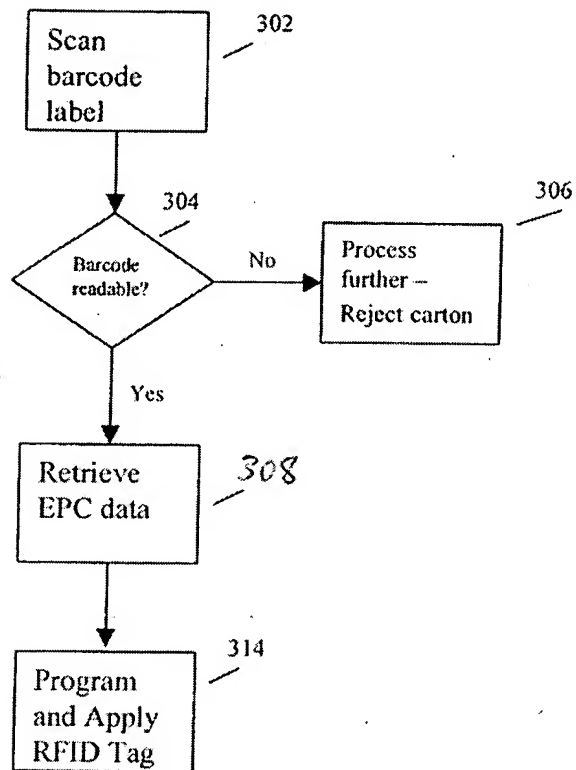 Scan
barcode
label
302
304
Barcode
readable?
No
306
Process
further –
Reject carton
Yes
Retrieve
EPC data
308
Program
and Apply
RFID Tag
314